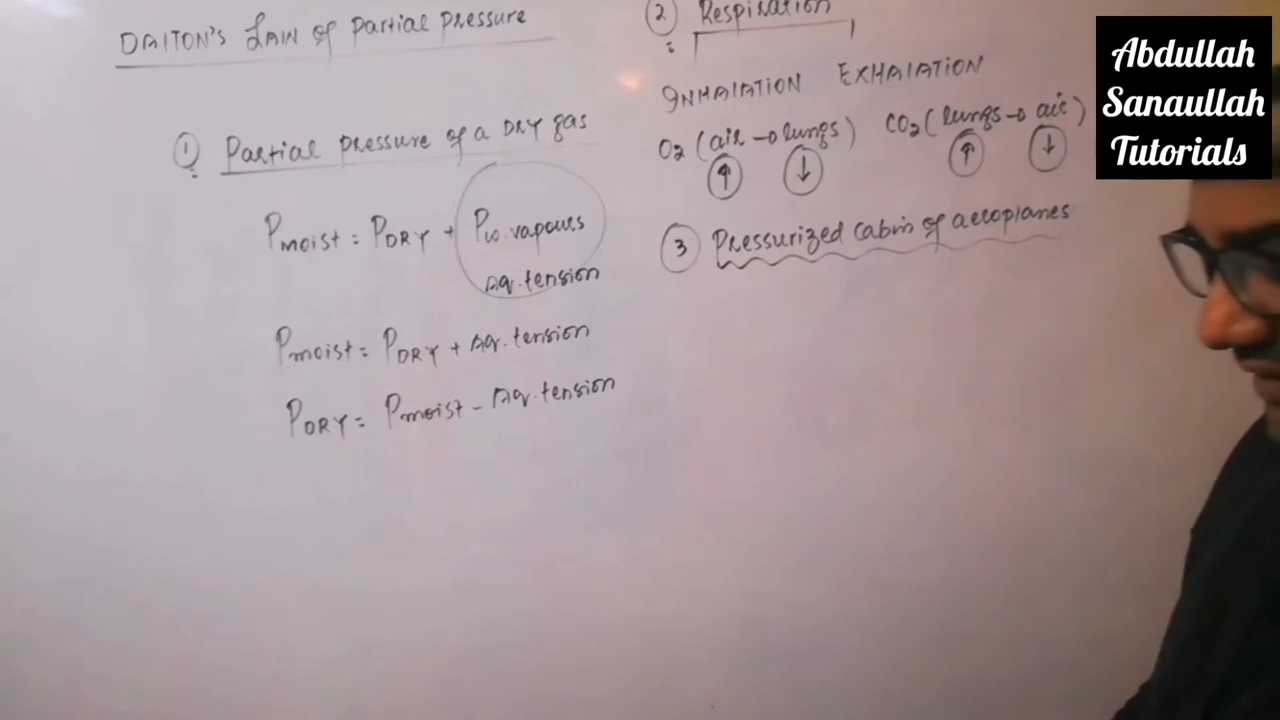 DALTON'S LAW of Partial Pressure
① Partial pressure of a DRY gas
Pmoist = PDRY + Pw.vapours
Aq.tension
Pmoist = PDRY + Aq.tension
PDRY = Pmoist - Aq.tension
② Respiration
INHALATION EXHALATION
O2 (air → lungs) CO2 (lungs → air)
↑ ↓ ↑ ↓
③ Pressurized cabin of aeroplanes
Abdullah
Sanaullah
Tutorials